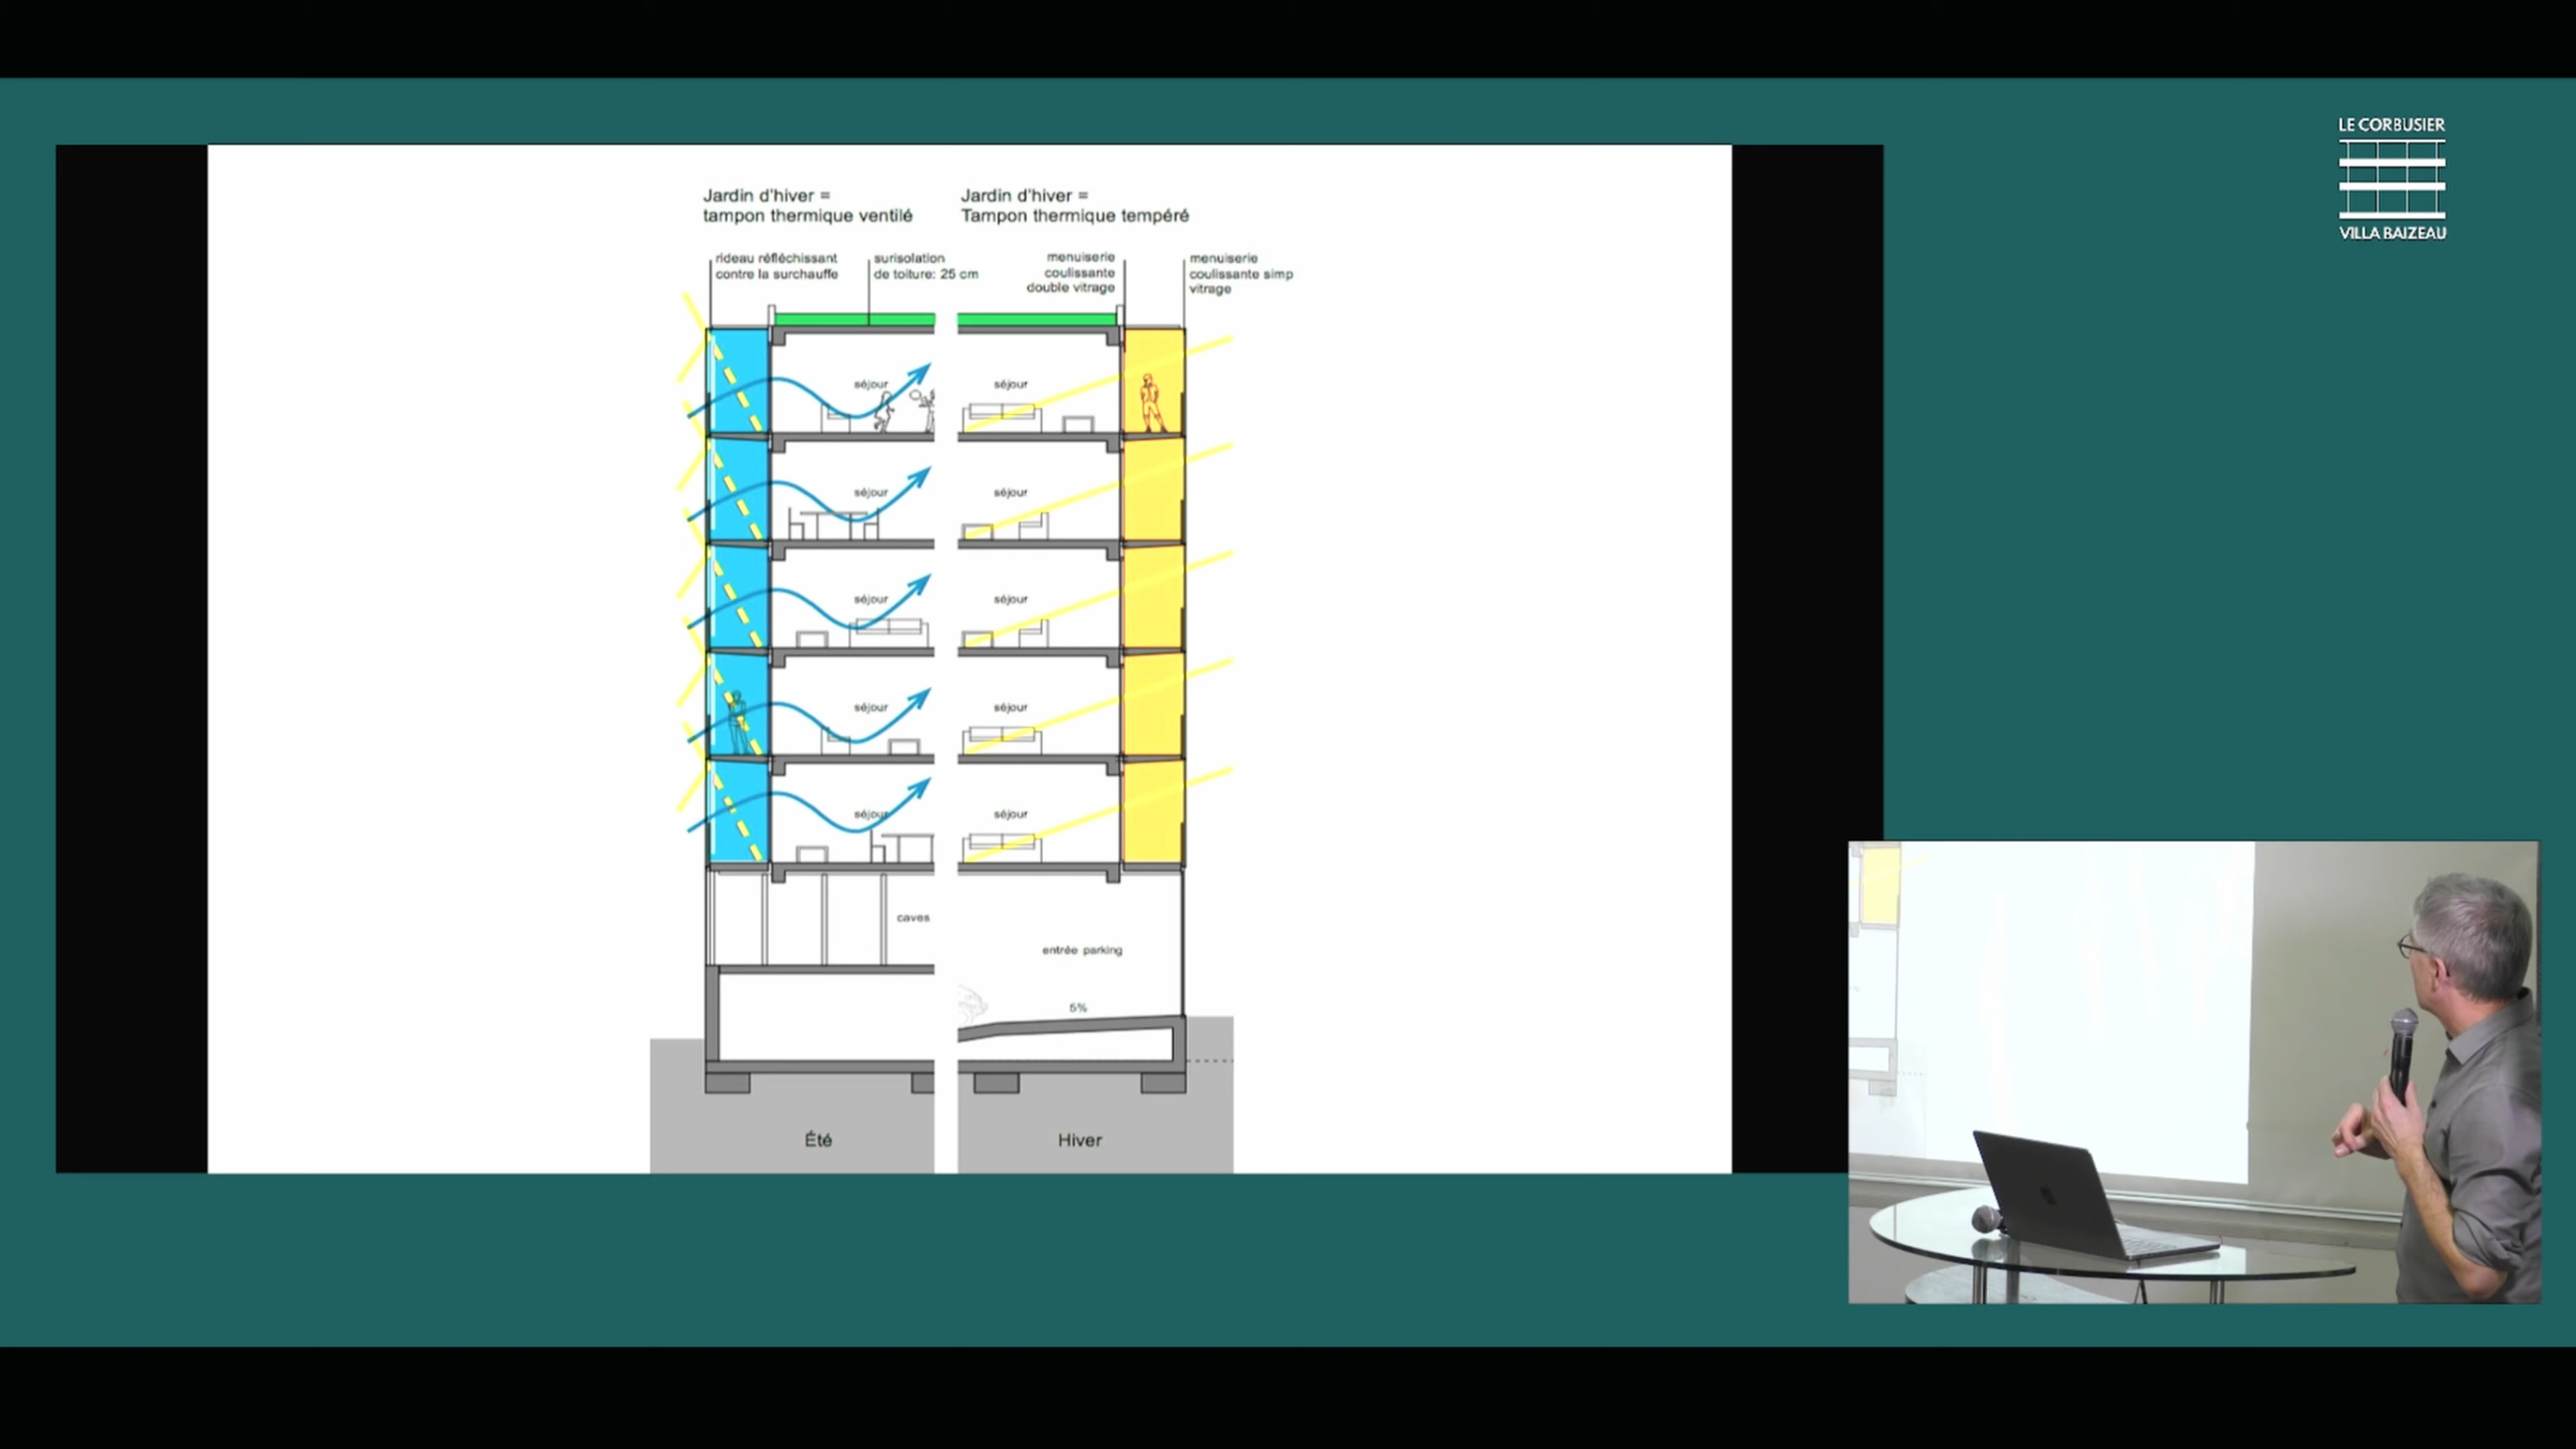 LE CORBUSIER
VILLA BAIZEAU
Jardin d'hiver =
tampon thermique ventilé
Jardin d'hiver =
Tampon thermique tempéré
rideau réfléchissant
contre la surchauffe
surisolation
de toiture: 25 cm
menuiserie
coulissante
double vitrage
menuiserie
coulissante simp
vitrage
séjour
séjour
séjour
séjour
séjour
séjour
séjour
séjour
séjour
séjour
caves
entrée parking
5%
Été
Hiver